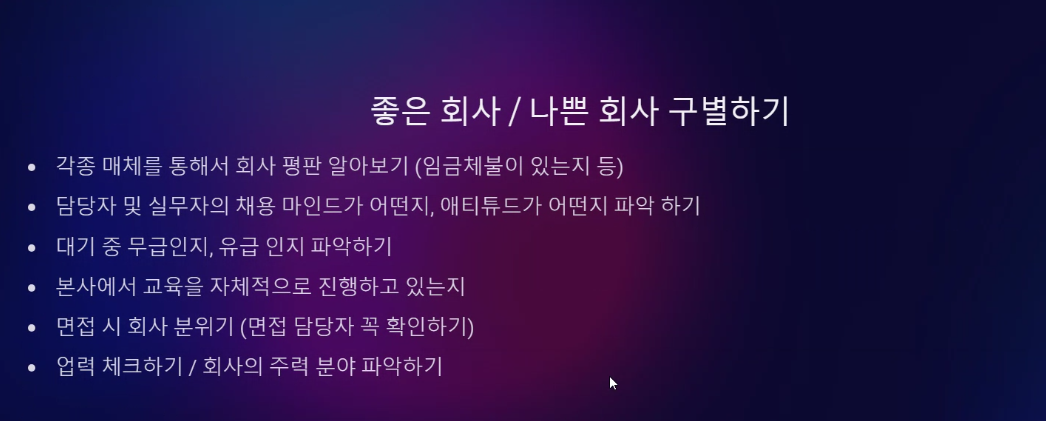 좋은 회사 / 나쁜 회사 구별하기
• 각종 매체를 통해서 회사 평판 알아보기 (임금체불이 있는지 등)
• 담당자 및 실무자의 채용 마인드가 어떤지, 애티튜드가 어떤지 파악 하기
• 대기 중 무급인지, 유급 인지 파악하기
• 본사에서 교육을 자체적으로 진행하고 있는지
• 면접 시 회사 분위기 (면접 담당자 꼭 확인하기)
• 업력 체크하기 / 회사의 주력 분야 파악하기